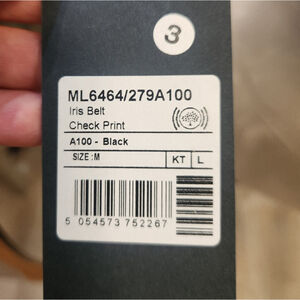 3
ML6464/279A100
Iris Belt
Check Print
A100 - Black
SIZE: M
KT
L
5 054573 752267